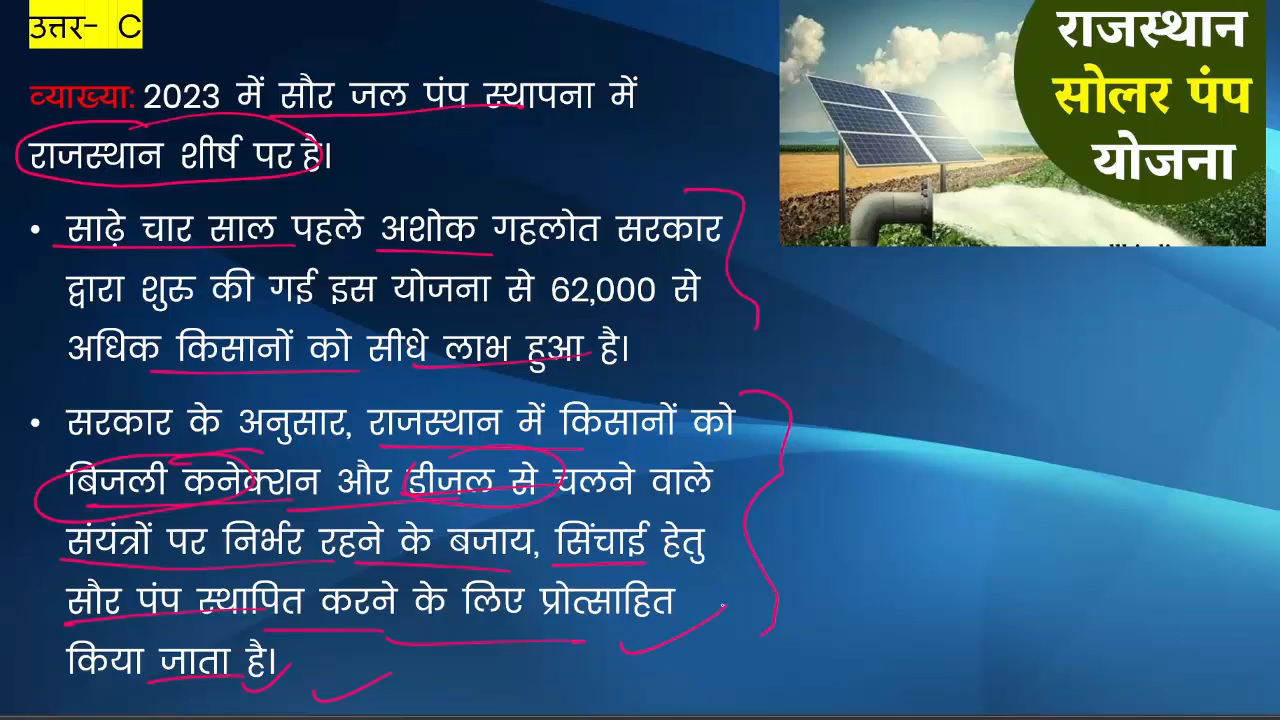 उत्तर- C
व्याख्या: 2023 में सौर जल पंप स्थापना में
राजस्थान शीर्ष पर है।
• साढ़े चार साल पहले अशोक गहलोत सरकार
द्वारा शुरु की गई इस योजना से 62,000 से
अधिक किसानों को सीधे लाभ हुआ है।
• सरकार के अनुसार, राजस्थान में किसानों को
बिजली कनेक्शन और डीजल से चलने वाले
संयंत्रों पर निर्भर रहने के बजाय, सिंचाई हेतु
सौर पंप स्थापित करने के लिए प्रोत्साहित
किया जाता है।
राजस्थान
सोलर पंप
योजना